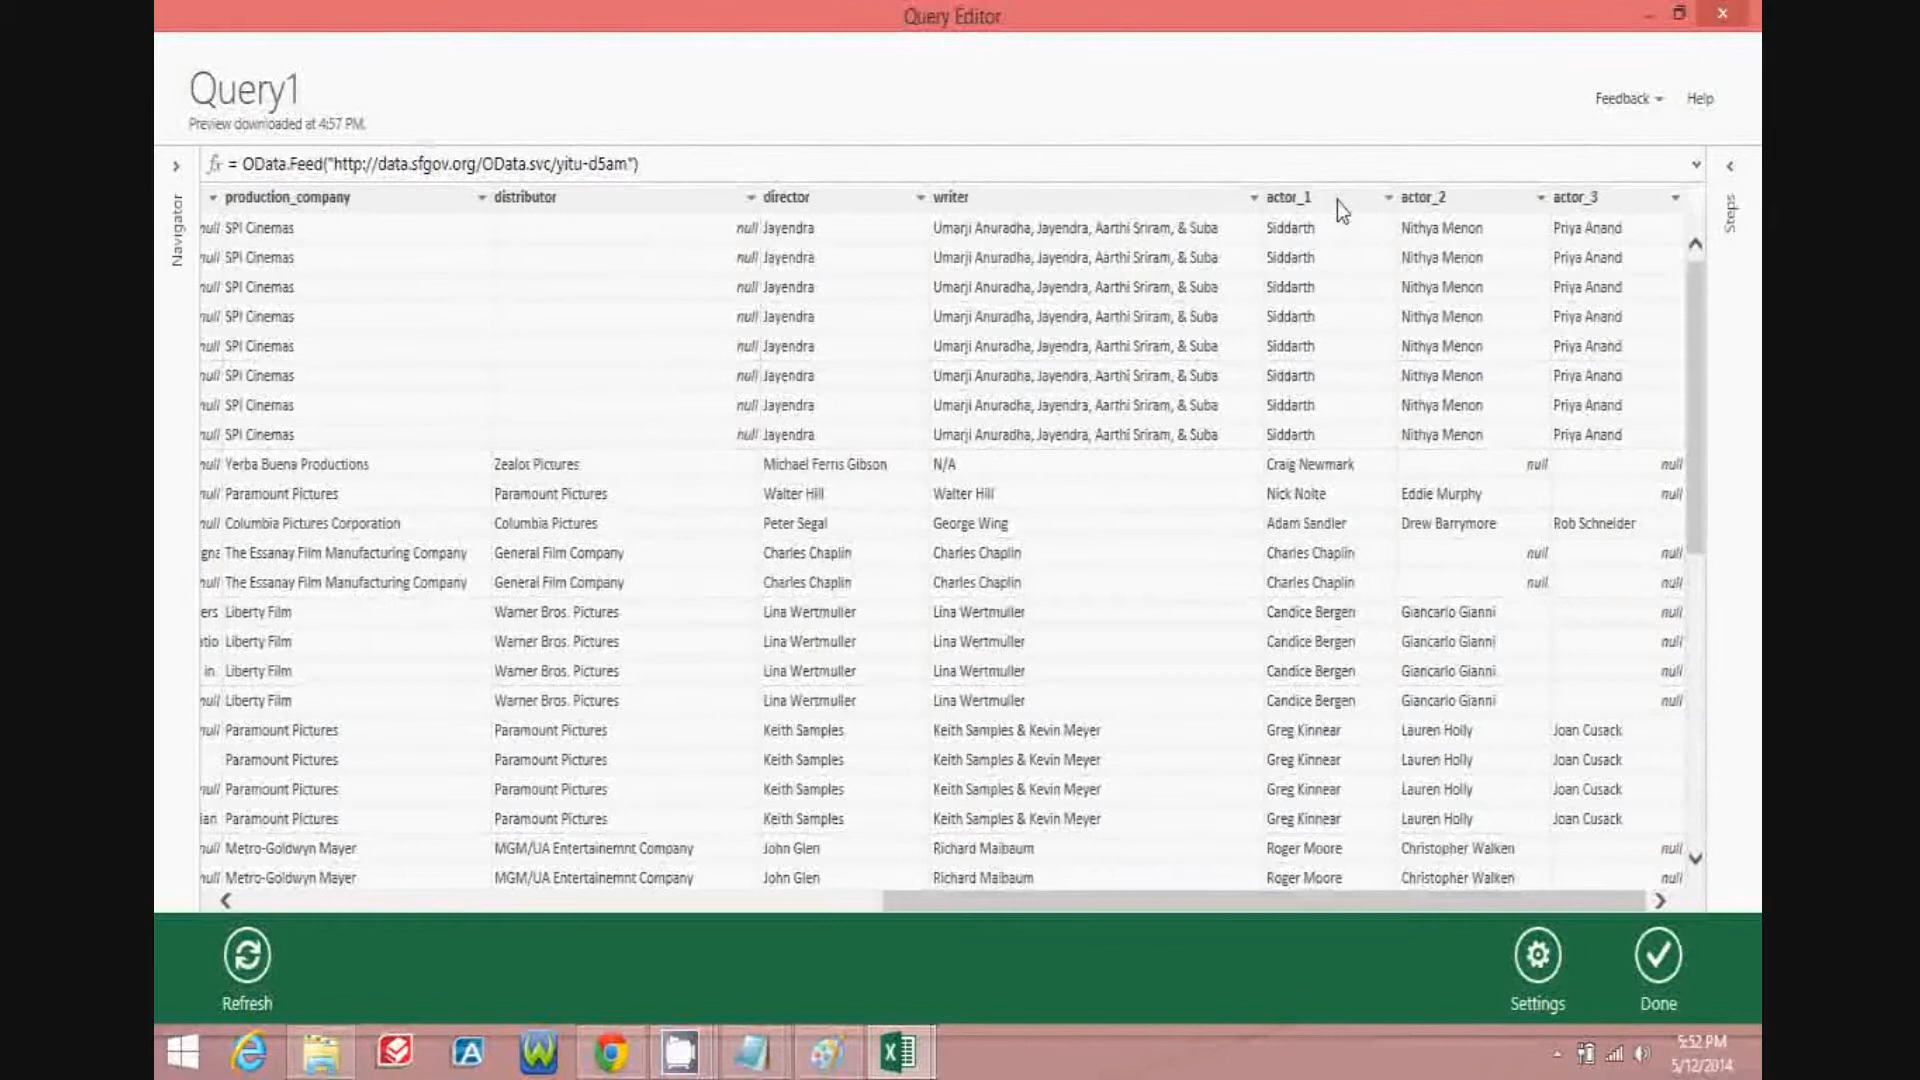 Query Editor
Query1
Preview downloaded at 4:57 PM.
Feedback Help
= OData.Feed("http://data.sfgov.org/OData.svc/yitu-d5am")
Navigator
Steps
production_company distributor director writer actor_1 actor_2 actor_3
null SPI Cinemas null Jayendra Umarji Anuradha, Jayendra, Aarthi Sriram, & Suba Siddarth Nithya Menon Priya Anand
null SPI Cinemas null Jayendra Umarji Anuradha, Jayendra, Aarthi Sriram, & Suba Siddarth Nithya Menon Priya Anand
null SPI Cinemas null Jayendra Umarji Anuradha, Jayendra, Aarthi Sriram, & Suba Siddarth Nithya Menon Priya Anand
null SPI Cinemas null Jayendra Umarji Anuradha, Jayendra, Aarthi Sriram, & Suba Siddarth Nithya Menon Priya Anand
null SPI Cinemas null Jayendra Umarji Anuradha, Jayendra, Aarthi Sriram, & Suba Siddarth Nithya Menon Priya Anand
null SPI Cinemas null Jayendra Umarji Anuradha, Jayendra, Aarthi Sriram, & Suba Siddarth Nithya Menon Priya Anand
null SPI Cinemas null Jayendra Umarji Anuradha, Jayendra, Aarthi Sriram, & Suba Siddarth Nithya Menon Priya Anand
null SPI Cinemas null Jayendra Umarji Anuradha, Jayendra, Aarthi Sriram, & Suba Siddarth Nithya Menon Priya Anand
null Yerba Buena Productions Zealot Pictures Michael Ferris Gibson N/A Craig Newmark null null
null Paramount Pictures Paramount Pictures Walter Hill Walter Hill Nick Nolte Eddie Murphy null
null Columbia Pictures Corporation Columbia Pictures Peter Segal George Wing Adam Sandler Drew Barrymore Rob Schneider
gna The Essanay Film Manufacturing Company General Film Company Charles Chaplin Charles Chaplin Charles Chaplin null null
null The Essanay Film Manufacturing Company General Film Company Charles Chaplin Charles Chaplin Charles Chaplin null null
ers Liberty Film Warner Bros. Pictures Lina Wertmuller Lina Wertmuller Candice Bergen Giancarlo Gianni null
atio Liberty Film Warner Bros. Pictures Lina Wertmuller Lina Wertmuller Candice Bergen Giancarlo Gianni null
in Liberty Film Warner Bros. Pictures Lina Wertmuller Lina Wertmuller Candice Bergen Giancarlo Gianni null
null Liberty Film Warner Bros. Pictures Lina Wertmuller Lina Wertmuller Candice Bergen Giancarlo Gianni null
null Paramount Pictures Paramount Pictures Keith Samples Keith Samples & Kevin Meyer Greg Kinnear Lauren Holly Joan Cusack
Paramount Pictures Paramount Pictures Keith Samples Keith Samples & Kevin Meyer Greg Kinnear Lauren Holly Joan Cusack
null Paramount Pictures Paramount Pictures Keith Samples Keith Samples & Kevin Meyer Greg Kinnear Lauren Holly Joan Cusack
ian Paramount Pictures Paramount Pictures Keith Samples Keith Samples & Kevin Meyer Greg Kinnear Lauren Holly Joan Cusack
null Metro-Goldwyn Mayer MGM/UA Entertainemnt Company John Glen Richard Maibaum Roger Moore Christopher Walken null
null Metro-Goldwyn Mayer MGM/UA Entertainemnt Company John Glen Richard Maibaum Roger Moore Christopher Walken null
Refresh Settings Done
5:52 PM
5/12/2014